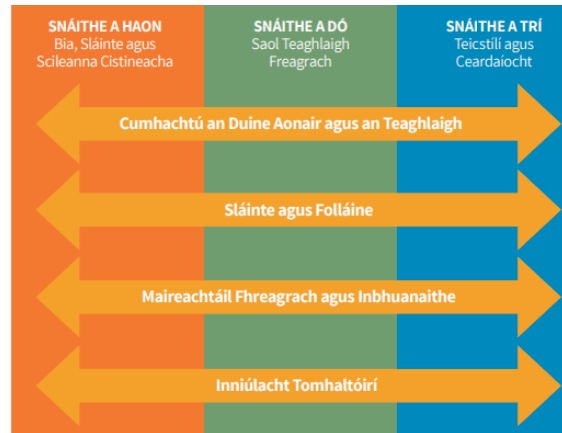 SNÁITHE A HAON
Bia, Sláinte agus
Scileanna Cistineacha
SNÁITHE A DÓ
Saol Teaghlaigh
Freagrach
SNÁITHE A TRÍ
Teicstílí agus
Ceardaíocht
Cumhachtú an Duine Aonair agus an Teaghlaigh
Sláinte agus Folláine
Maireachtáil Fhreagrach agus Inbhuanaithe
Inniúlacht Tomhaltóirí